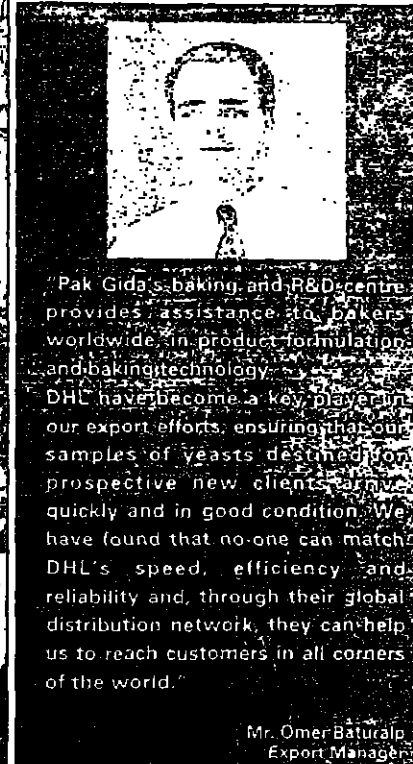 "Pak Gida's baking and R&D centre
provides assistance to bakers
worldwide in product formulation
and baking technology.
DHL have become a key player in
our export efforts, ensuring that our
samples of yeasts destined for
prospective new clients arrive
quickly and in good condition. We
have found that no-one can match
DHL's speed, efficiency and
reliability and, through their global
distribution network, they can help
us to reach customers in all corners
of the world."
Mr. Omer Baturalp
Export Manager